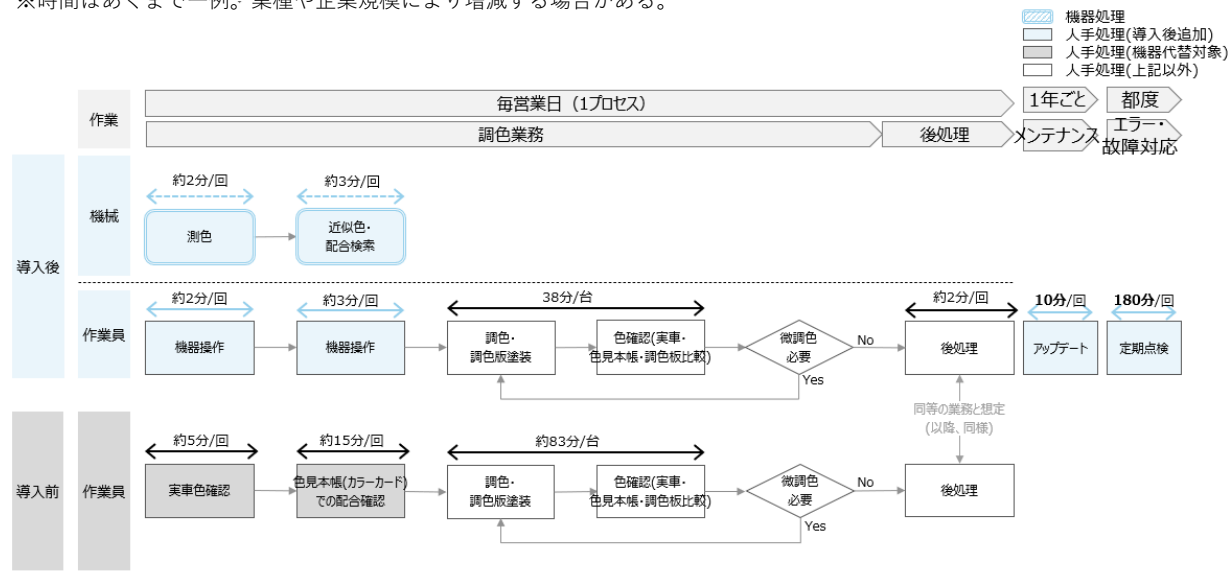 ※時間はあくまで一例。業種や企業規模により増減する場合がある。
機器処理
人手処理(導入後追加)
人手処理(機器代替対象)
人手処理(上記以外)
作業
毎営業日（1プロセス）
1年ごと
都度
調色業務
後処理
メンテナンス
エラー・
故障対応
導入後
機械
約2分/回
約3分/回
測色
近似色・
配合検索
作業員
約2分/回
約3分/回
38分/台
約2分/回
10分/回
180分/回
機器操作
機器操作
調色・
調色版塗装
色確認(実車・
色見本帳・調色板比較)
微調色
必要
No
Yes
後処理
アップデート
定期点検
同等の業務と想定
(以降、同様)
導入前
作業員
約5分/回
約15分/回
約83分/台
実車色確認
色見本帳(カラーカード)
での配合確認
調色・
調色版塗装
色確認(実車・
色見本帳・調色板比較)
微調色
必要
No
Yes
後処理